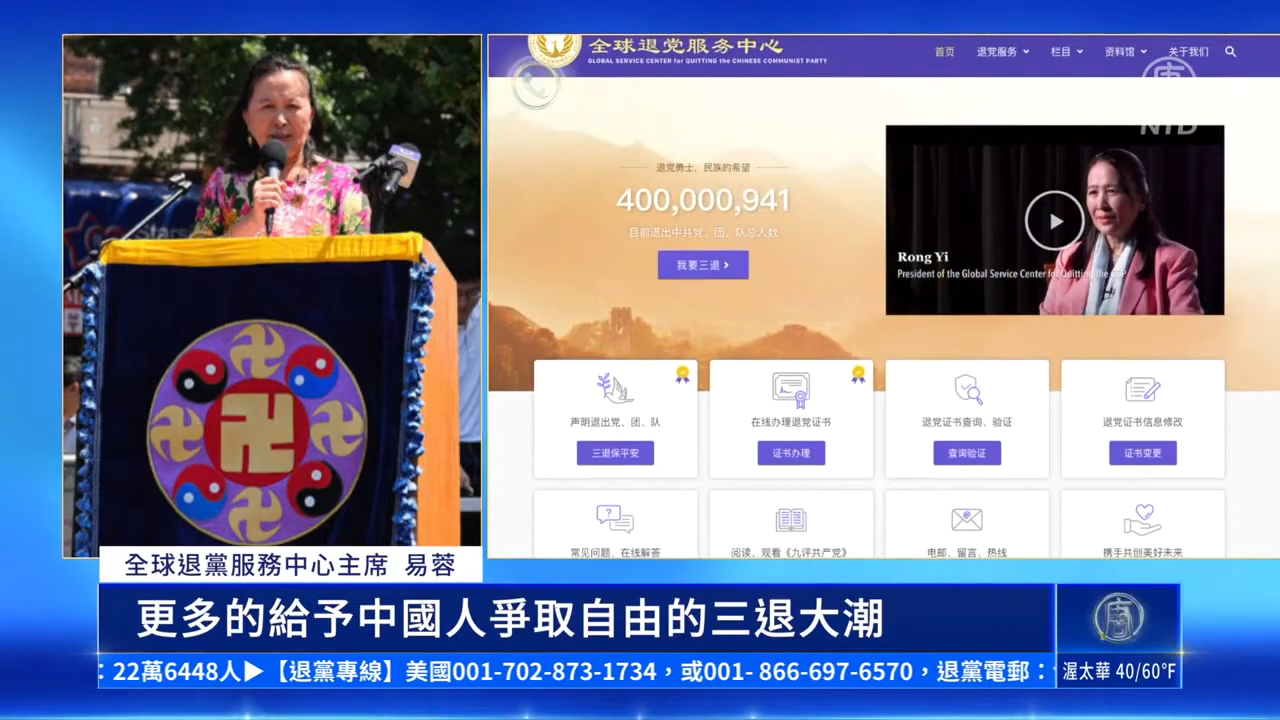 全球退党服务中心
GLOBAL SERVICE CENTER for QUITTING the CHINESE COMMUNIST PARTY
首页 退党服务 栏目 资料馆 关于我们
NTD
退党勇士、民族的希望
400,000,941
目前退出中共党、团、队总人数
我要三退
Rong Yi
President of the Global Service Center for Quitting the CCP
声明退出党、团、队
三退保平安
在线办理退党证书
证书办理
退党证书查询、验证
查询验证
退党证书信息修改
证书变更
常见问题、在线解答
阅读、观看《九评共产党》
电邮、留言、热线
携手共创美好未来
全球退黨服務中心主席 易蓉
更多的給予中國人爭取自由的三退大潮
：22萬6448人▶【退黨專線】美國001-702-873-1734，或001- 866-697-6570，退黨電郵：
渥太華 40/60°F